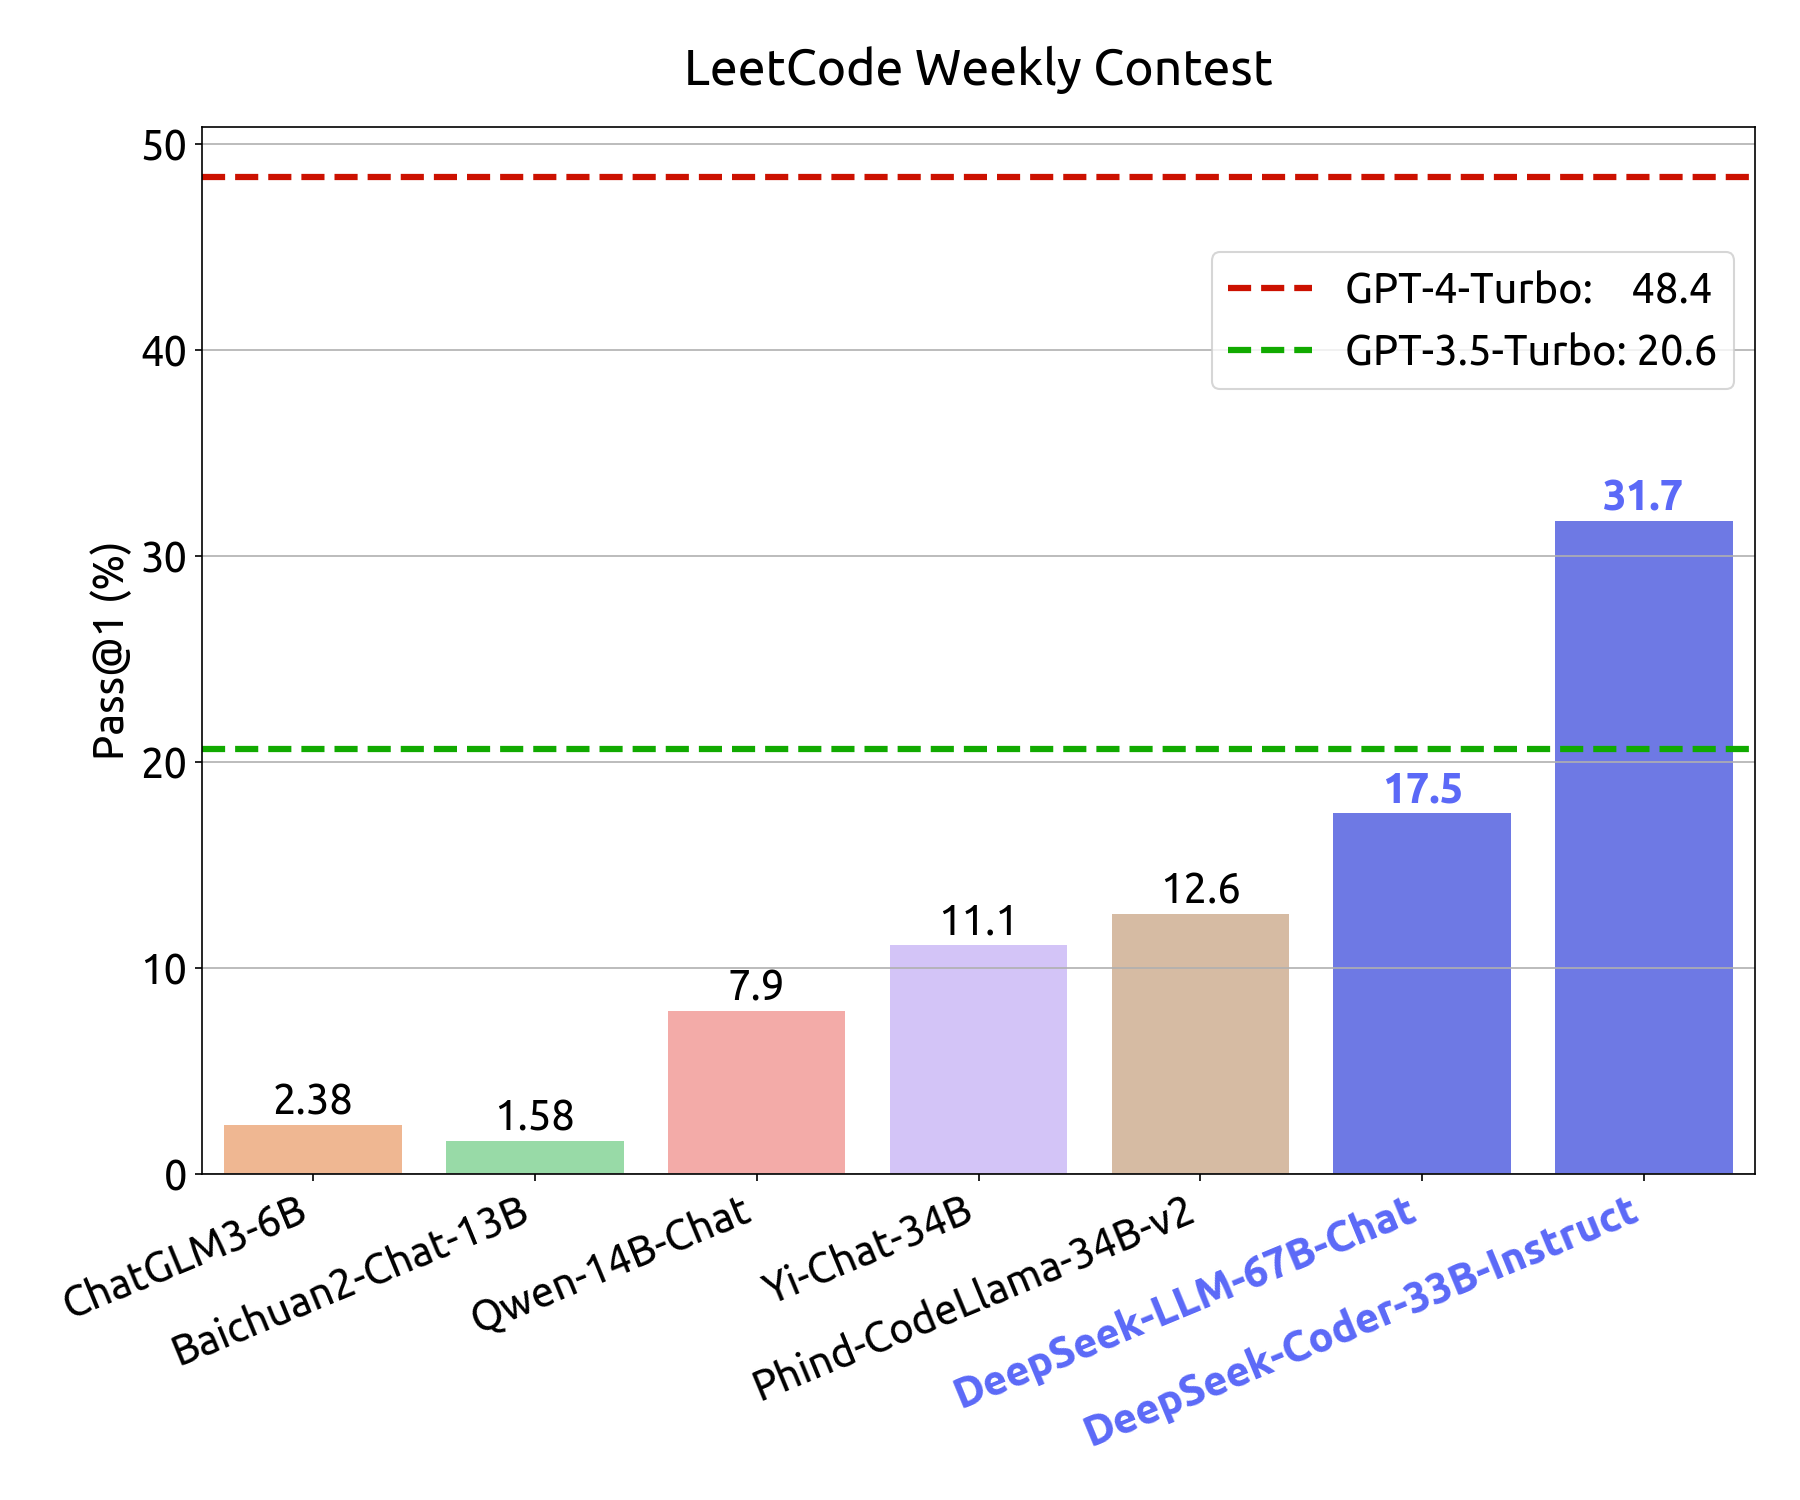 LeetCode Weekly Contest
50
40
30
20
10
0
Pass@1 (%)
GPT-4-Turbo: 48.4
GPT-3.5-Turbo: 20.6
2.38
1.58
7.9
11.1
12.6
17.5
31.7
ChatGLM3-6B
Baichuan2-Chat-13B
Qwen-14B-Chat
Yi-Chat-34B
Phind-CodeLlama-34B-v2
DeepSeek-LLM-67B-Chat
DeepSeek-Coder-33B-Instruct